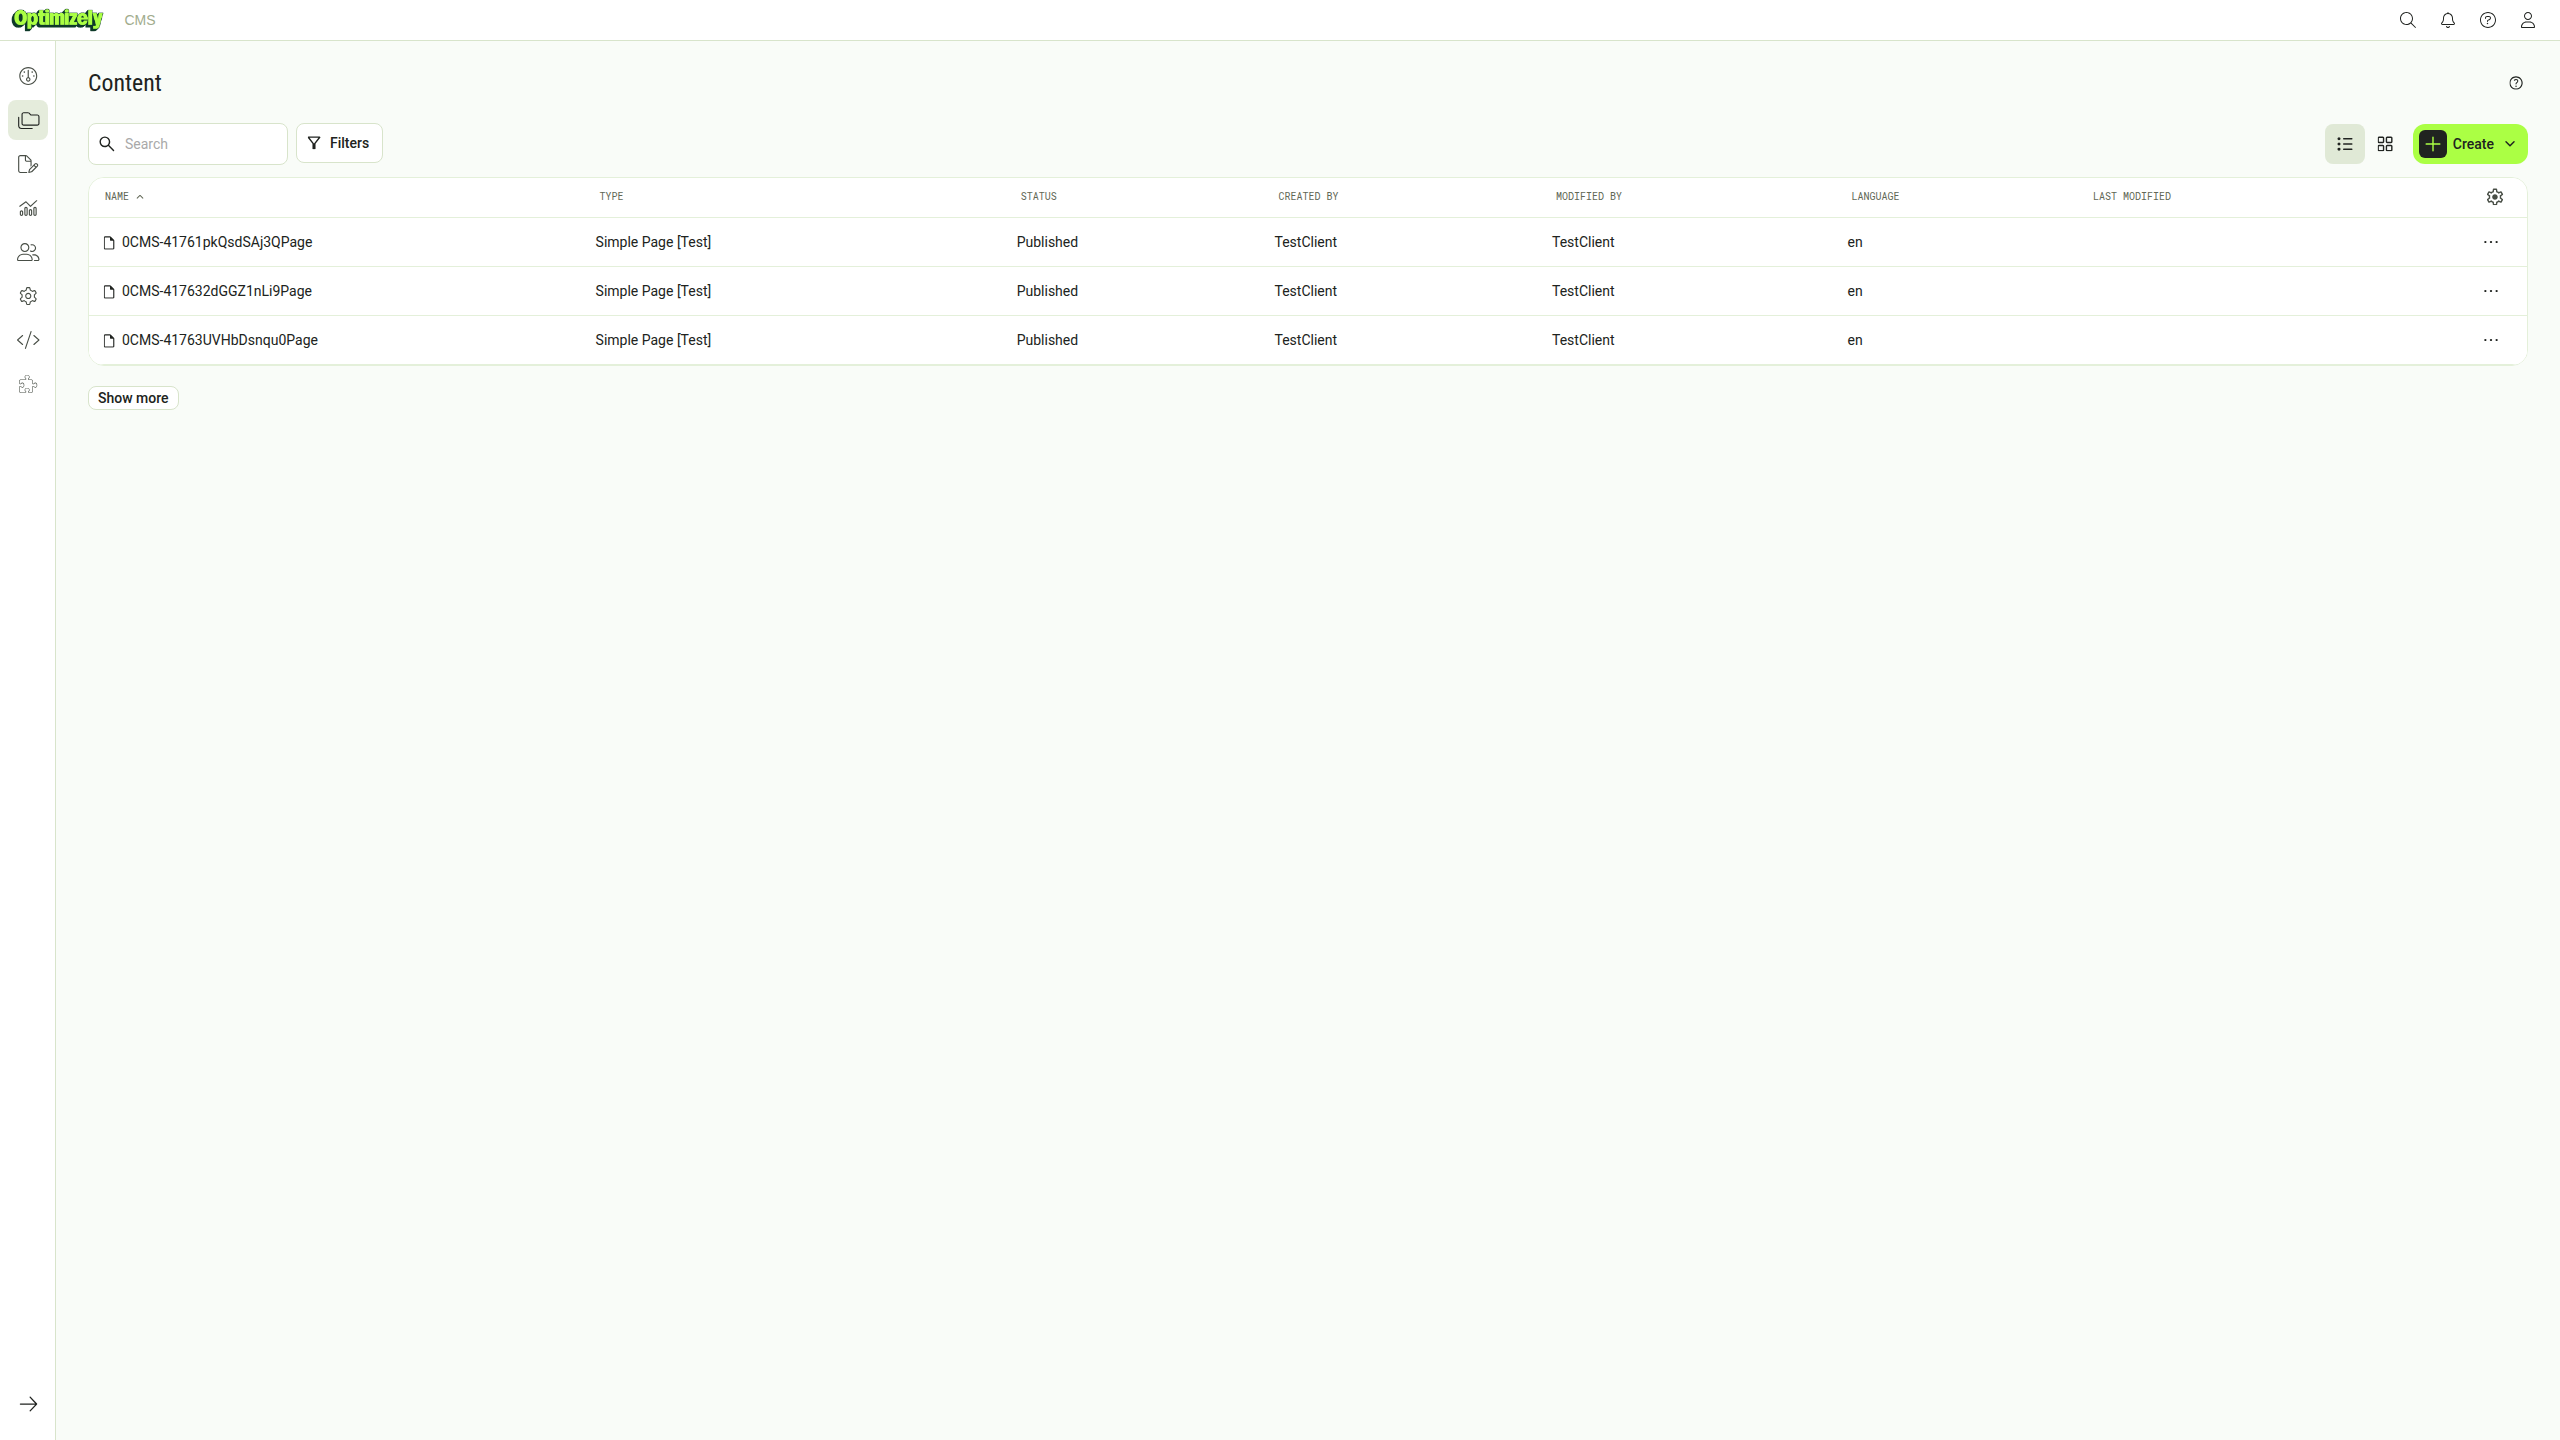 Optimizely CMS
Content
Search Filters Create
NAME TYPE STATUS CREATED BY MODIFIED BY LANGUAGE LAST MODIFIED
0CMS-41761pkQsdSAj3QPage Simple Page [Test] Published TestClient TestClient en
0CMS-417632dGGZ1nLi9Page Simple Page [Test] Published TestClient TestClient en
0CMS-41763UVHbDsnqu0Page Simple Page [Test] Published TestClient TestClient en
Show more